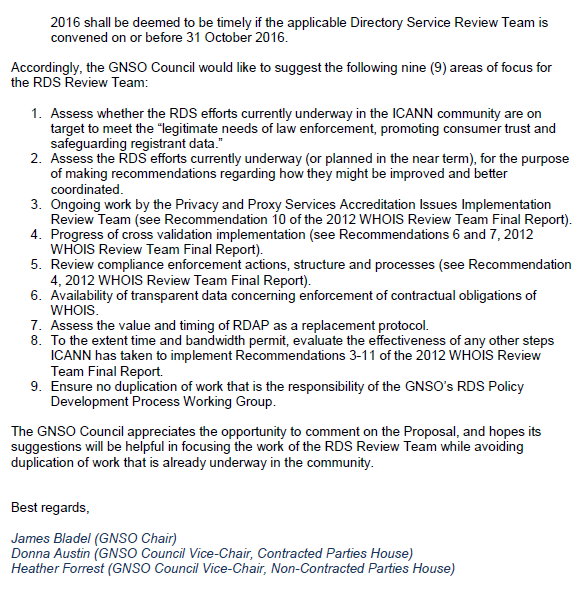 2016 shall be deemed to be timely if the applicable Directory Service Review Team is
convened on or before 31 October 2016.
Accordingly, the GNSO Council would like to suggest the following nine (9) areas of focus for
the RDS Review Team:
1. Assess whether the RDS efforts currently underway in the ICANN community are on
target to meet the “legitimate needs of law enforcement, promoting consumer trust and
safeguarding registrant data.”
2. Assess the RDS efforts currently underway (or planned in the near term), for the purpose
of making recommendations regarding how they might be improved and better
coordinated.
3. Ongoing work by the Privacy and Proxy Services Accreditation Issues Implementation
Review Team (see Recommendation 10 of the 2012 WHOIS Review Team Final Report).
4. Progress of cross validation implementation (see Recommendations 6 and 7, 2012
WHOIS Review Team Final Report).
5. Review compliance enforcement actions, structure and processes (see Recommendation
4, 2012 WHOIS Review Team Final Report).
6. Availability of transparent data concerning enforcement of contractual obligations of
WHOIS.
7. Assess the value and timing of RDAP as a replacement protocol.
8. To the extent time and bandwidth permit, evaluate the effectiveness of any other steps
ICANN has taken to implement Recommendations 3-11 of the 2012 WHOIS Review
Team Final Report.
9. Ensure no duplication of work that is the responsibility of the GNSO’s RDS Policy
Development Process Working Group.
The GNSO Council appreciates the opportunity to comment on the Proposal, and hopes its
suggestions will be helpful in focusing the work of the RDS Review Team while avoiding
duplication of work that is already underway in the community.
Best regards,
James Bladel (GNSO Chair)
Donna Austin (GNSO Council Vice-Chair, Contracted Parties House)
Heather Forrest (GNSO Council Vice-Chair, Non-Contracted Parties House)